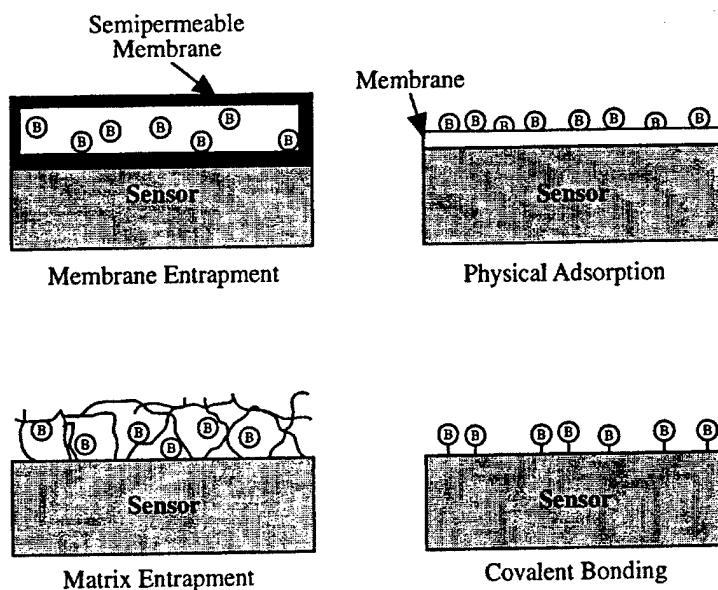 Semipermeable
Membrane
B B B B B B B
Sensor
Membrane Entrapment
Membrane
B B B B B B B B
Sensor
Physical Adsorption
B B B B B B
Sensor
Matrix Entrapment
B B B B B B B
Sensor
Covalent Bonding